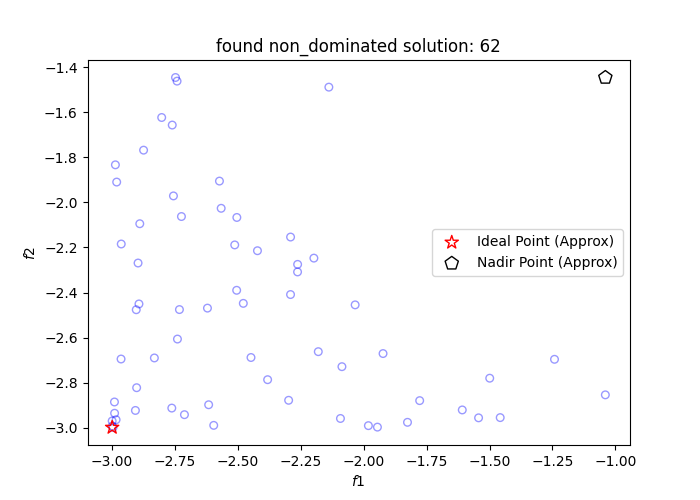 found non_dominated solution: 62
−1.4
−1.6
−1.8
−2.0
−2.2
−2.4
−2.6
−2.8
−3.0
f2
Ideal Point (Approx)
Nadir Point (Approx)
−3.00 −2.75 −2.50 −2.25 −2.00 −1.75 −1.50 −1.25 −1.00
f1